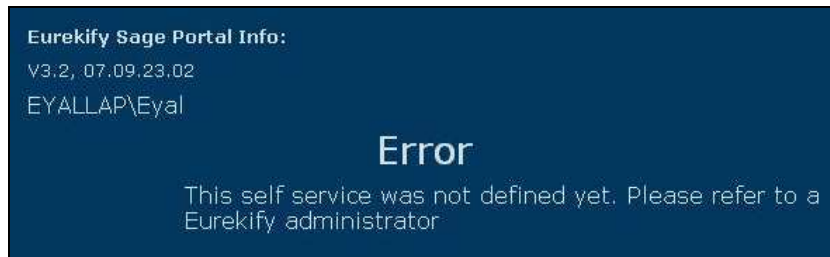 Eurekify Sage Portal Info:
V3.2, 07.09.23.02
EYALLAP\Eyal
Error
This self service was not defined yet. Please refer to a
Eurekify administrator